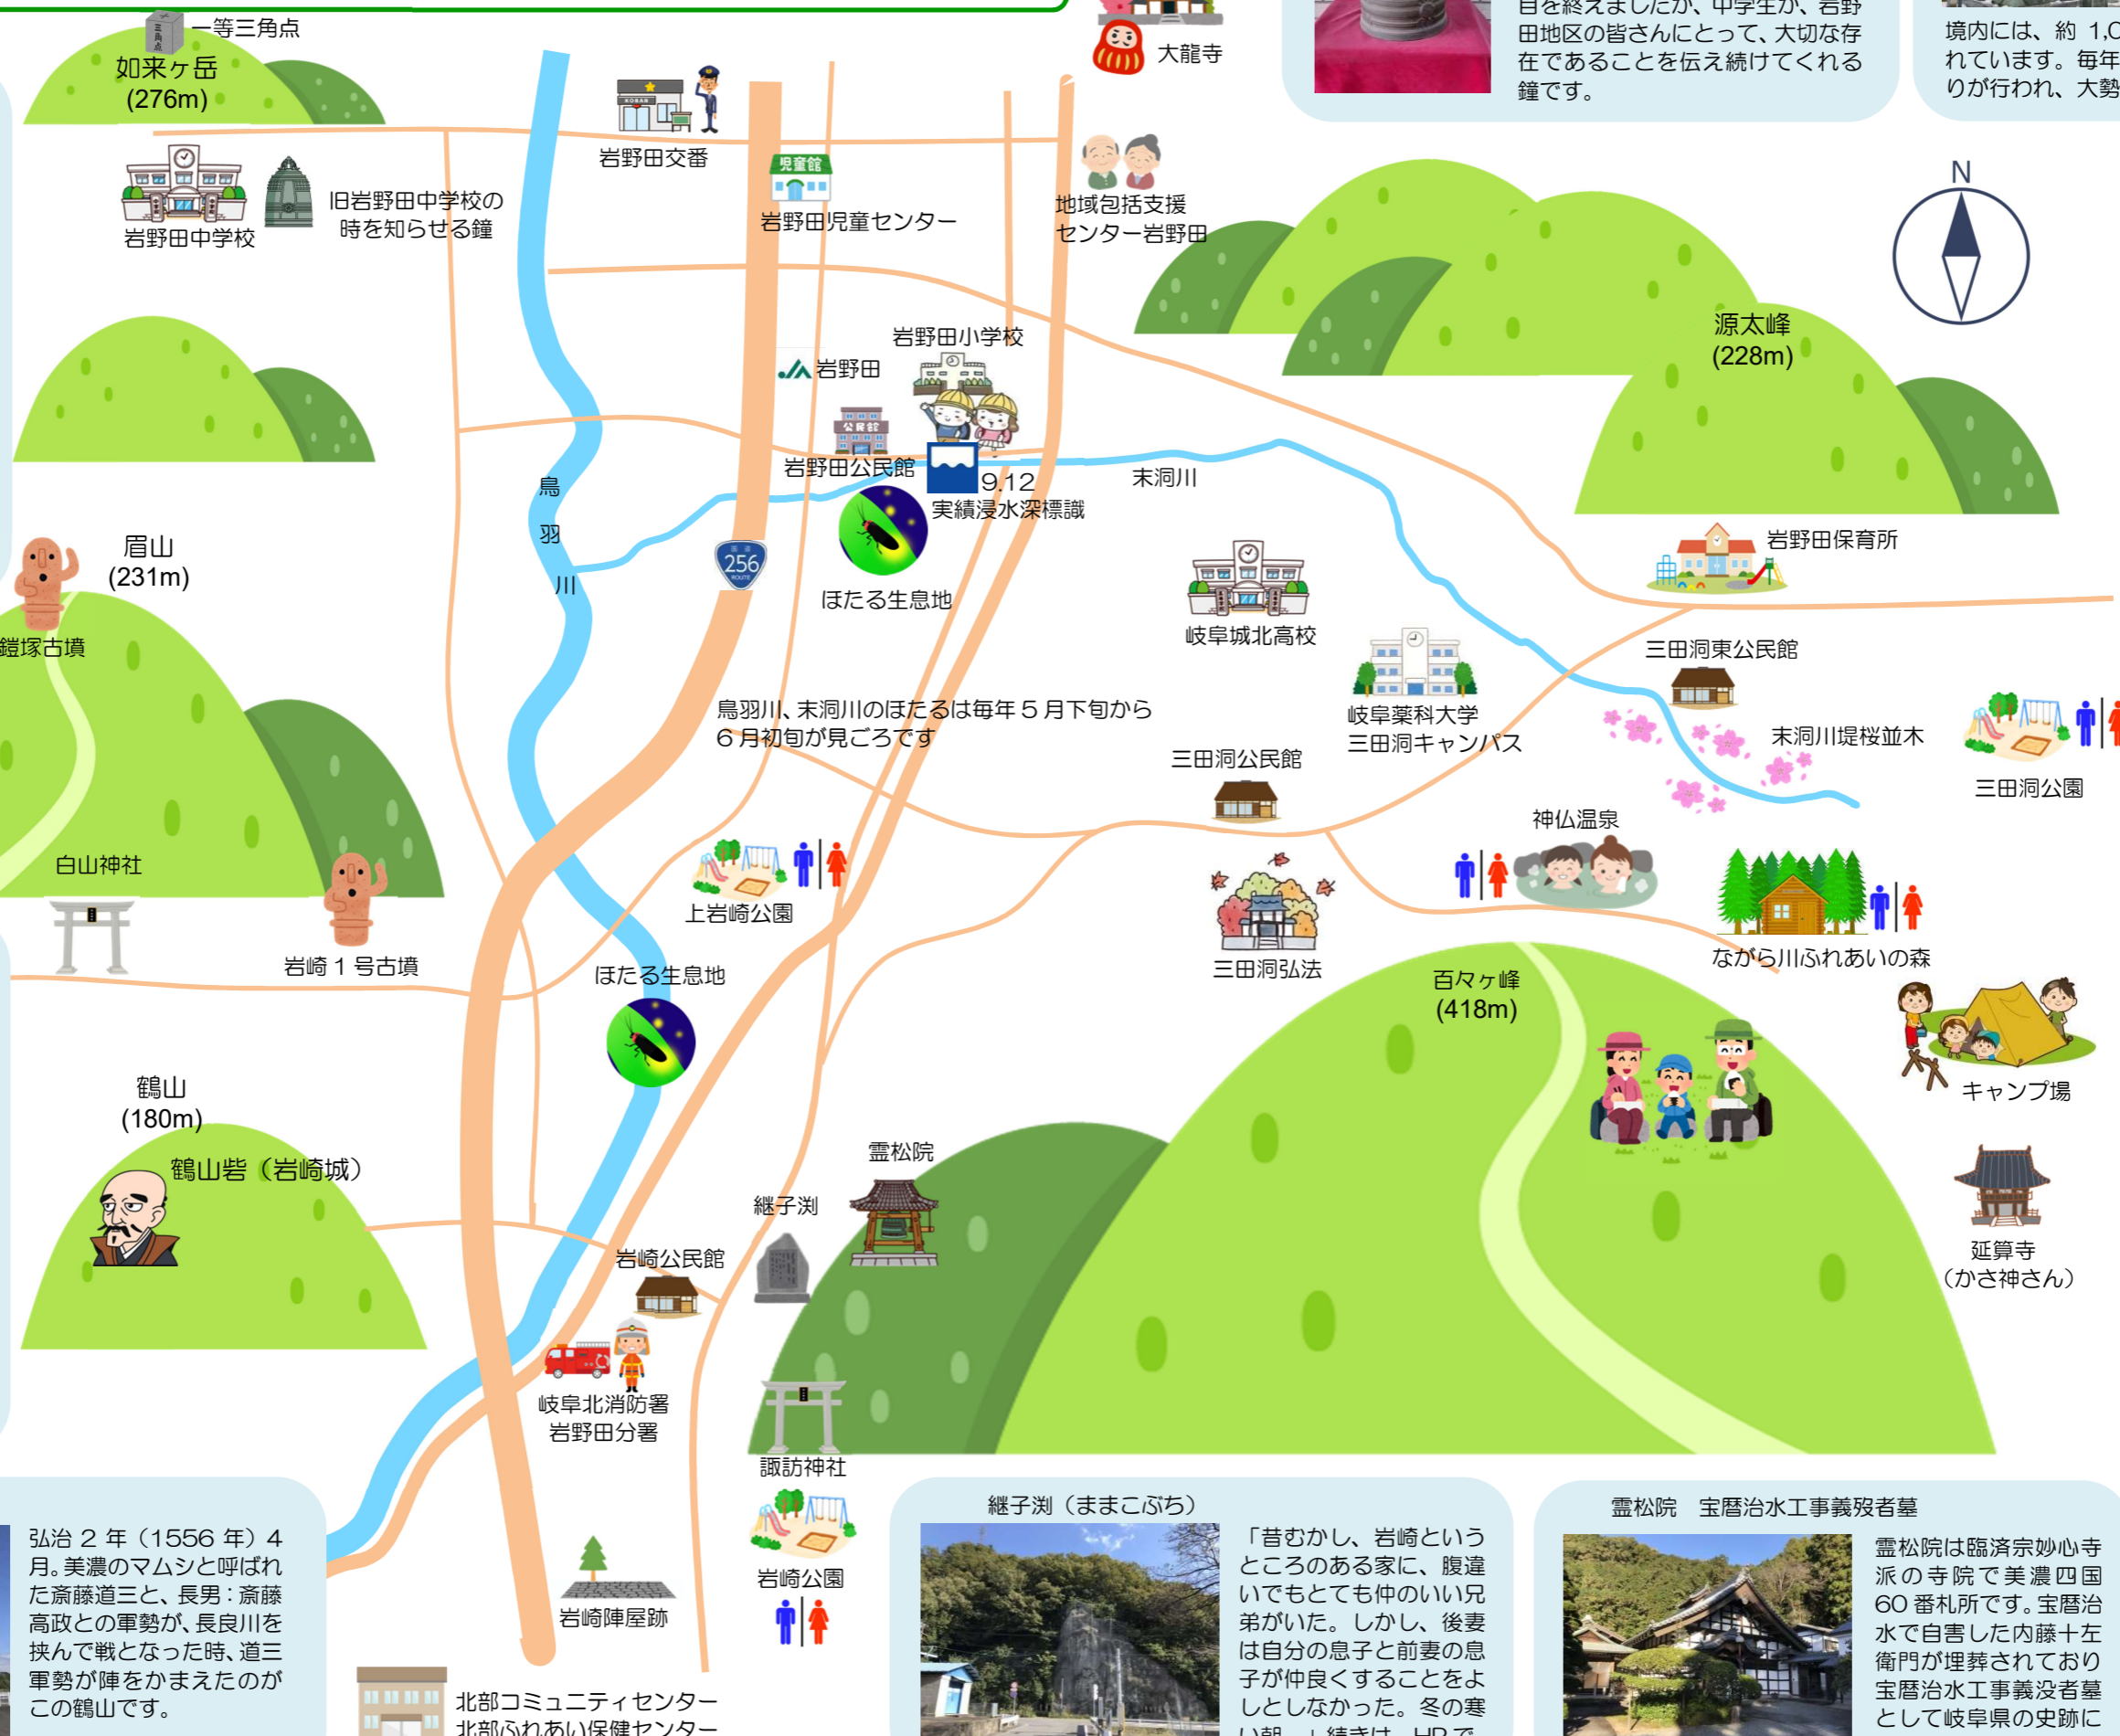 一等三角点
三角点
如来ヶ岳
(276m)
大龍寺
田地区の皆さんにとって、大切な存
在であることを伝え続けてくれる
鐘です。
境内には、約 1,0
れています。毎年
りが行われ、大勢
KOBAN
岩野田交番
児童館
岩野田児童センター
地域包括支援
センター岩野田
岩野田中学校
旧岩野田中学校の
時を知らせる鐘
N
源太峰
(228m)
岩野田小学校
JA 岩野田
公民館
岩野田公民館
9.12
実績浸水深標識
末洞川
鳥
羽
川
眉山
(231m)
鎧塚古墳
国道
256
ROUTE
ほたる生息地
岐阜城北高校
岩野田保育所
岐阜薬科大学
三田洞キャンパス
三田洞東公民館
末洞川堤桜並木
三田洞公園
鳥羽川、末洞川のほたるは毎年 5 月下旬から
6 月初旬が見ごろです
三田洞公民館
神仏温泉
白山神社
上岩崎公園
岩崎 1 号古墳
三田洞弘法
ながら川ふれあいの森
ほたる生息地
百々ヶ峰
(418m)
キャンプ場
鶴山
(180m)
鶴山砦（岩崎城）
霊松院
継子渕
岩崎公民館
延算寺
（かさ神さん）
岐阜北消防署
岩野田分署
諏訪神社
岩崎公園
岩崎陣屋跡
北部コミュニティセンター
北部ふれあい保健センター
弘治 2 年（1556 年）4
月。美濃のマムシと呼ばれ
た斎藤道三と、長男：斎藤
高政との軍勢が、長良川を
挟んで戦となった時、道三
軍勢が陣をかまえたのが
この鶴山です。
継子渕（ままこぶち）
「昔むかし、岩崎という
ところのある家に、腹違
いでもとても仲のいい兄
弟がいた。しかし、後妻
は自分の息子と前妻の息
子が仲良くすることをよ
しとしなかった。冬の寒
い朝…」続きは、HP で
霊松院　宝暦治水工事義歿者墓
霊松院は臨済宗妙心寺
派の寺院で美濃四国
60 番札所です。宝暦治
水で自害した内藤十左
衛門が埋葬されており
宝暦治水工事義没者墓
として岐阜県の史跡に